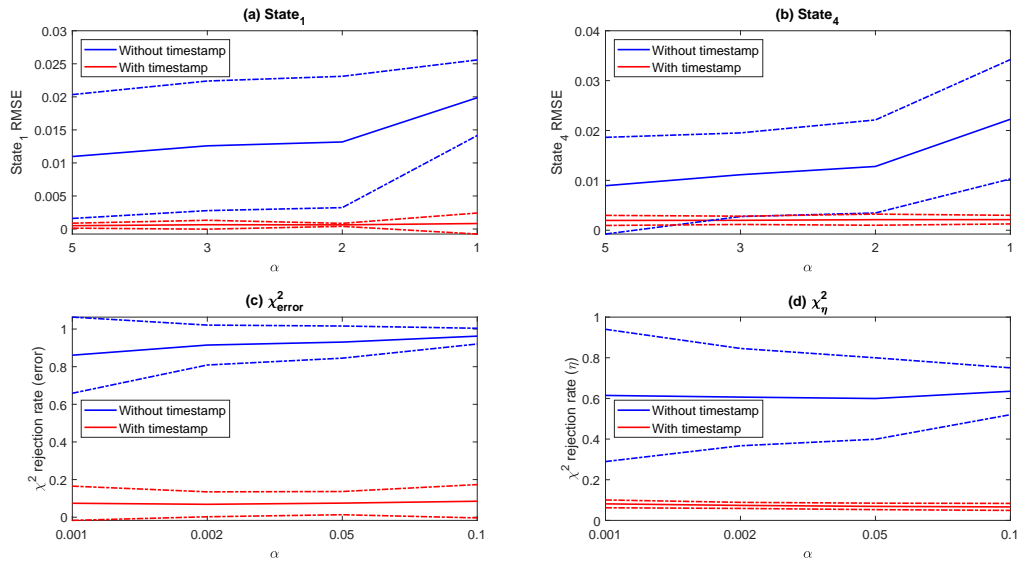 (a) State₁
0.03
0.025
0.02
0.015
0.01
0.005
0
State₁ RMSE
Without timestamp
With timestamp
5
3
2
1
α
(b) State₄
0.04
0.03
0.02
0.01
0
State₄ RMSE
Without timestamp
With timestamp
5
3
2
1
α
(c) χ²error
1
0.8
0.6
0.4
0.2
0
χ² rejection rate (error)
Without timestamp
With timestamp
0.001
0.002
0.05
0.1
α
(d) χ²η
1
0.8
0.6
0.4
0.2
0
χ² rejection rate (η)
Without timestamp
With timestamp
0.001
0.002
0.05
0.1
α